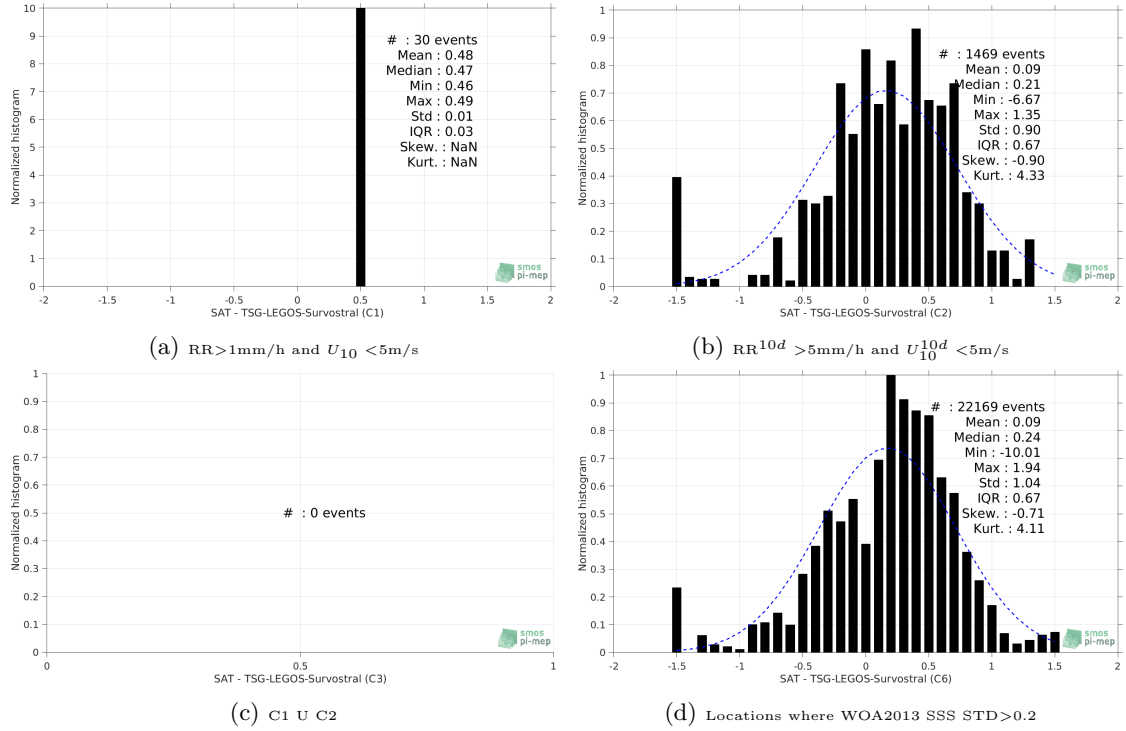 10
9
8
7
6
5
4
3
2
1
0
Normalized histogram
# : 30 events
Mean : 0.48
Median : 0.47
Min : 0.46
Max : 0.49
Std : 0.01
IQR : 0.03
Skew. : NaN
Kurt. : NaN
smos
pi-mep
-2 -1.5 -1 -0.5 0 0.5 1 1.5 2
SAT - TSG-LEGOS-Survostral (C1)
(a) RR>1mm/h and U10 <5m/s
1
0.9
0.8
0.7
0.6
0.5
0.4
0.3
0.2
0.1
0
Normalized histogram
# : 1469 events
Mean : 0.09
Median : 0.21
Min : -6.67
Max : 1.35
Std : 0.90
IQR : 0.67
Skew. : -0.90
Kurt. : 4.33
smos
pi-mep
-2 -1.5 -1 -0.5 0 0.5 1 1.5 2
SAT - TSG-LEGOS-Survostral (C2)
(b) RR10d >5mm/h and U10 10d <5m/s
1
0.9
0.8
0.7
0.6
0.5
0.4
0.3
0.2
0.1
0
Normalized histogram
# : 0 events
smos
pi-mep
0 0.5 1
SAT - TSG-LEGOS-Survostral (C3)
(c) C1 U C2
1
0.9
0.8
0.7
0.6
0.5
0.4
0.3
0.2
0.1
0
Normalized histogram
# : 22169 events
Mean : 0.09
Median : 0.24
Min : -10.01
Max : 1.94
Std : 1.04
IQR : 0.67
Skew. : -0.71
Kurt. : 4.11
smos
pi-mep
-2 -1.5 -1 -0.5 0 0.5 1 1.5 2
SAT - TSG-LEGOS-Survostral (C6)
(d) Locations where WOA2013 SSS STD>0.2